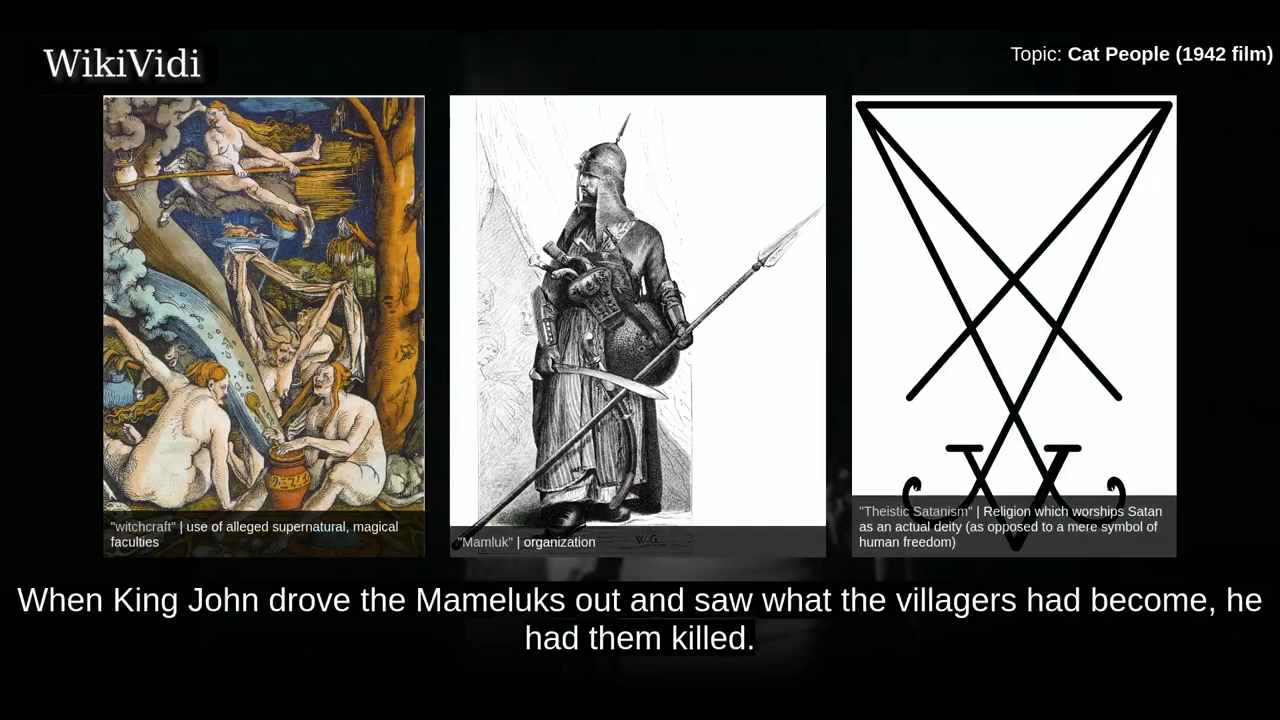 WikiVidi
Topic: Cat People (1942 film)
"witchcraft" | use of alleged supernatural, magical
faculties
"Mamluk" | organization
W.G.
"Theistic Satanism" | Religion which worships Satan
as an actual deity (as opposed to a mere symbol of
human freedom)
When King John drove the Mameluks out and saw what the villagers had become, he
had them killed.